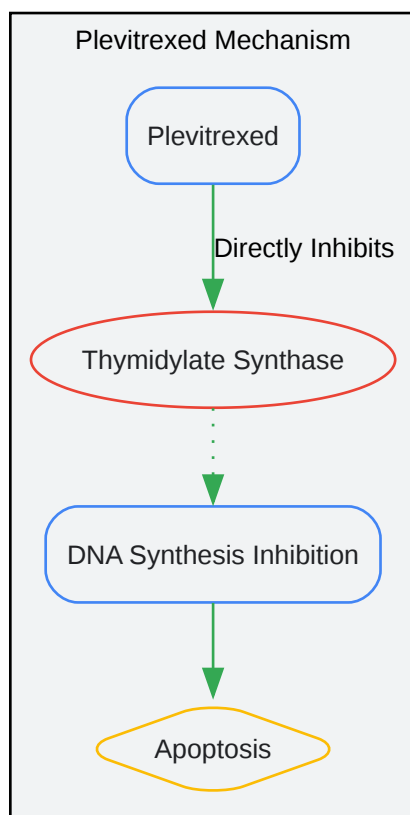 Plevitrexed Mechanism
Plevitrexed
Directly Inhibits
Thymidylate Synthase
DNA Synthesis Inhibition
Apoptosis